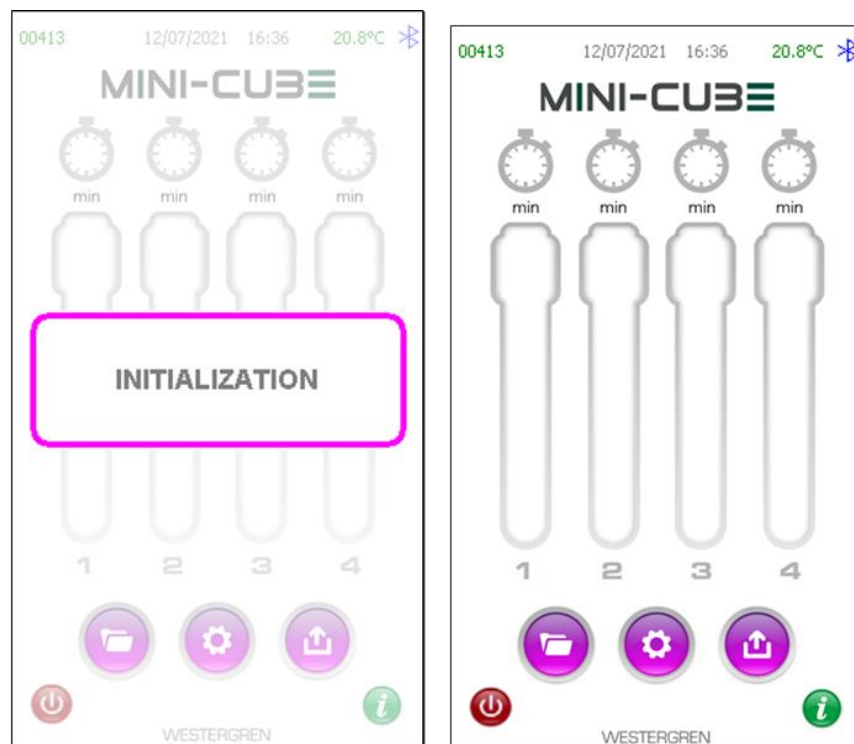 00413 12/07/2021 16:36 20.8°C
MINI-CUBE
min min min min
INITIALIZATION
1 2 3 4
WESTERGREN
00413 12/07/2021 16:36 20.8°C
MINI-CUBE
min min min min
1 2 3 4
i
WESTERGREN